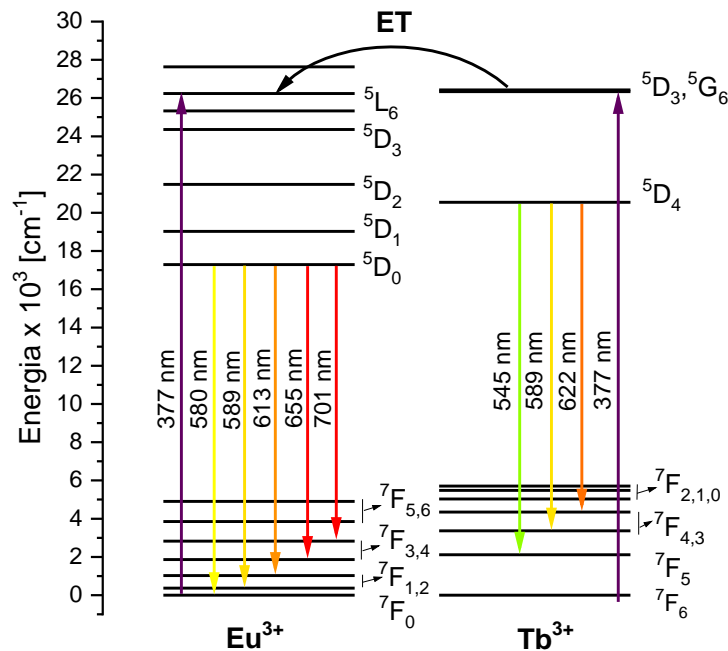 ET
Energia x 10³ [cm⁻¹]
30
28
26
24
22
20
18
16
14
12
10
8
6
4
2
0
⁵L₆
⁵D₃
⁵D₂
⁵D₁
⁵D₀
377 nm
580 nm
589 nm
613 nm
655 nm
701 nm
⁷F₅,₆
⁷F₃,₄
⁷F₁,₂
⁷F₀
Eu³⁺
⁵D₃,⁵G₆
⁵D₄
545 nm
589 nm
622 nm
377 nm
⁷F₂,₁,₀
⁷F₄,₃
⁷F₅
⁷F₆
Tb³⁺